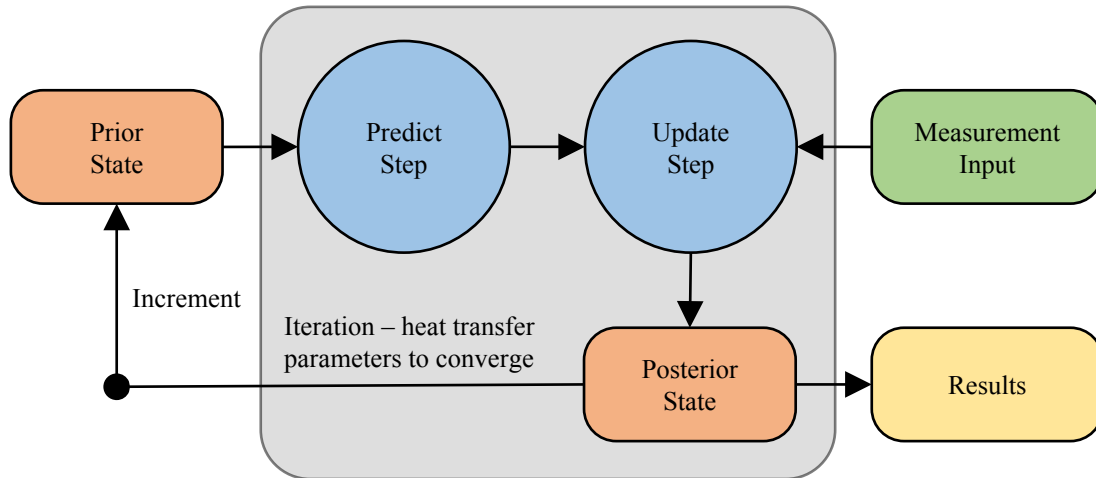 Prior
State
Predict
Step
Update
Step
Measurement
Input
Increment
Iteration – heat transfer
parameters to converge
Posterior
State
Results